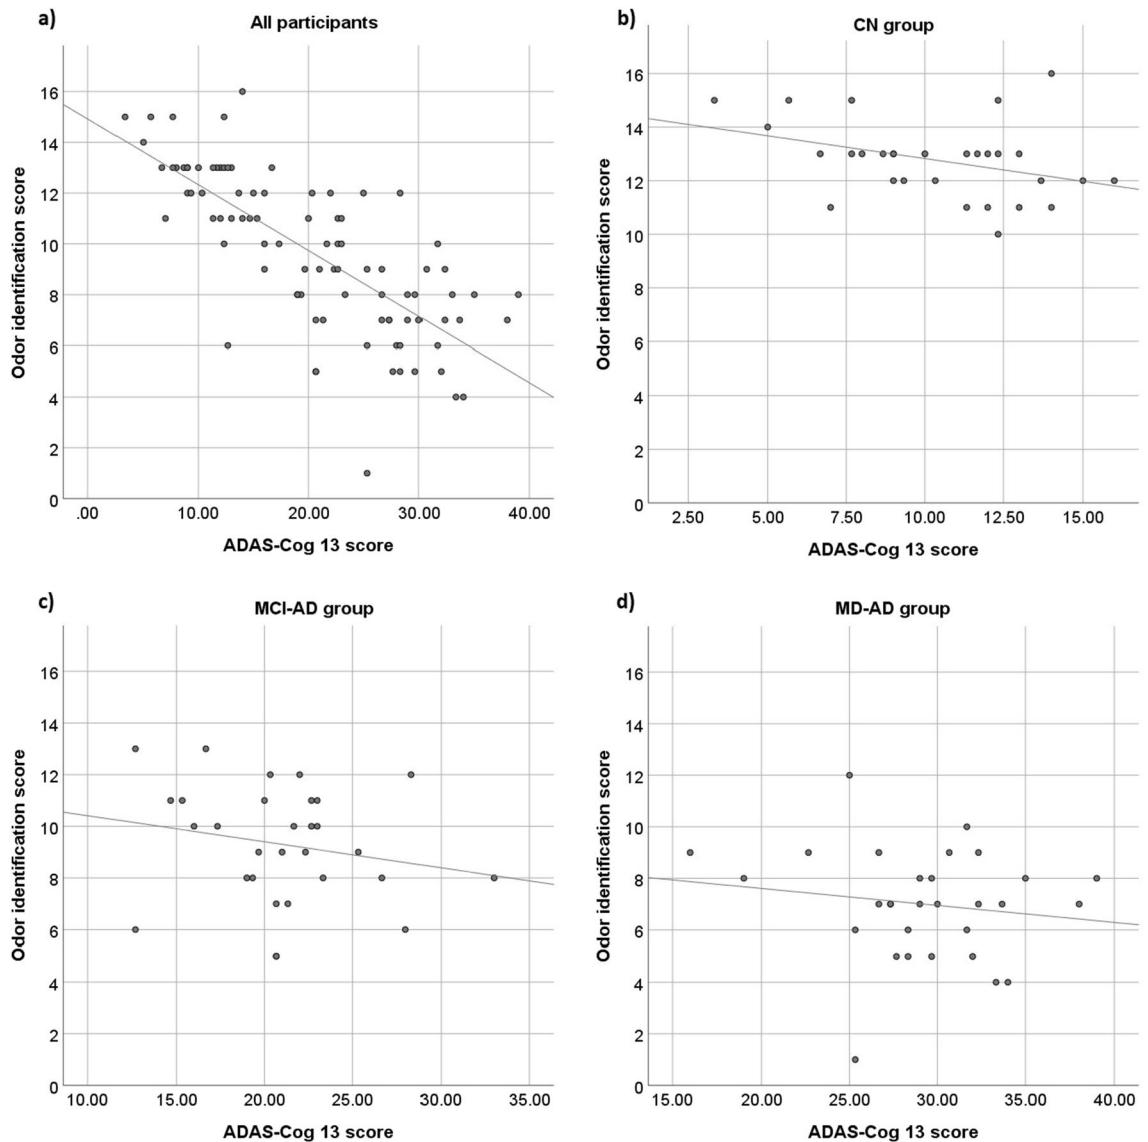 a)
All participants
Odor identification score
16
14
12
10
8
6
4
2
0
.00 10.00 20.00 30.00 40.00
ADAS-Cog 13 score
b)
CN group
Odor identification score
16
14
12
10
8
6
4
2
0
2.50 5.00 7.50 10.00 12.50 15.00
ADAS-Cog 13 score
c)
MCI-AD group
Odor identification score
16
14
12
10
8
6
4
2
0
10.00 15.00 20.00 25.00 30.00 35.00
ADAS-Cog 13 score
d)
MD-AD group
Odor identification score
16
14
12
10
8
6
4
2
0
15.00 20.00 25.00 30.00 35.00 40.00
ADAS-Cog 13 score